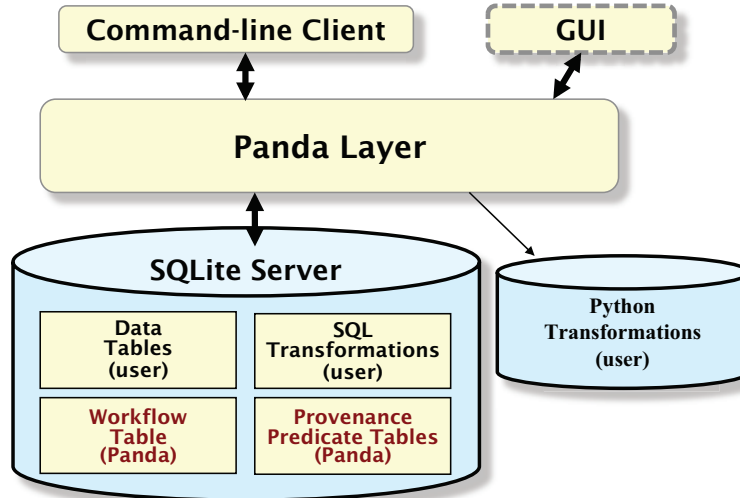 Command-line Client
GUI
Panda Layer
SQLite Server
Data
Tables
(user)
SQL
Transformations
(user)
Workflow
Table
(Panda)
Provenance
Predicate Tables
(Panda)
Python
Transformations
(user)